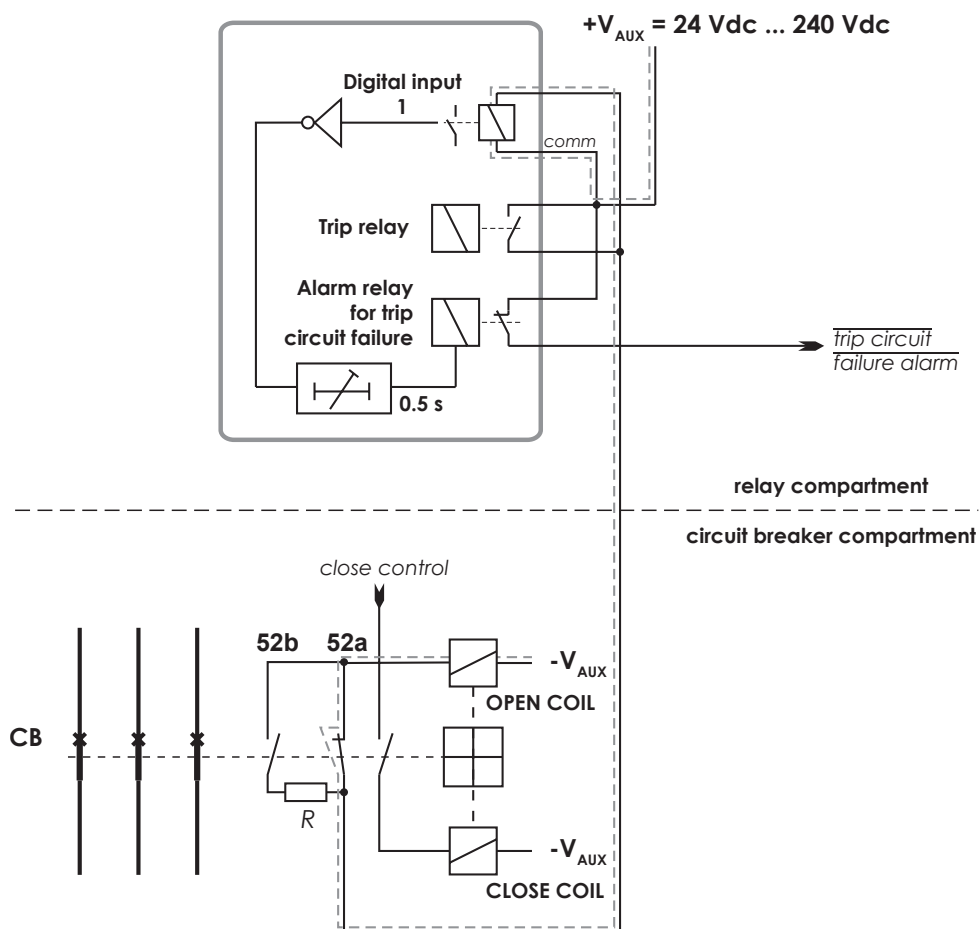 +VAUX = 24 Vdc ... 240 Vdc
Digital input
1
comm
Trip relay
Alarm relay
for trip
circuit failure
0.5 s
trip circuit
failure alarm
relay compartment
circuit breaker compartment
close control
52b 52a
-VAUX
OPEN COIL
CB
R
-VAUX
CLOSE COIL